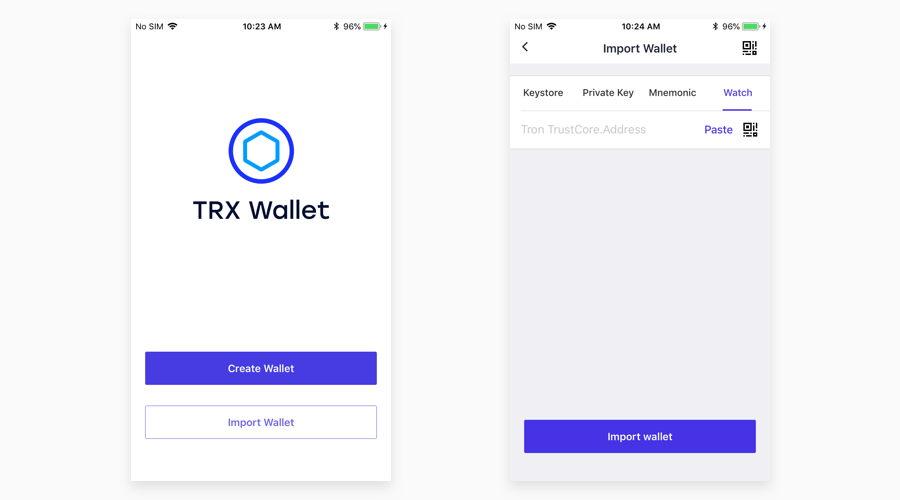 No SIM 10:23 AM 96%
TRX Wallet
Create Wallet
Import Wallet
No SIM 10:24 AM 96%
Import Wallet
Keystore Private Key Mnemonic Watch
Tron TrustCore.Address Paste
Import wallet